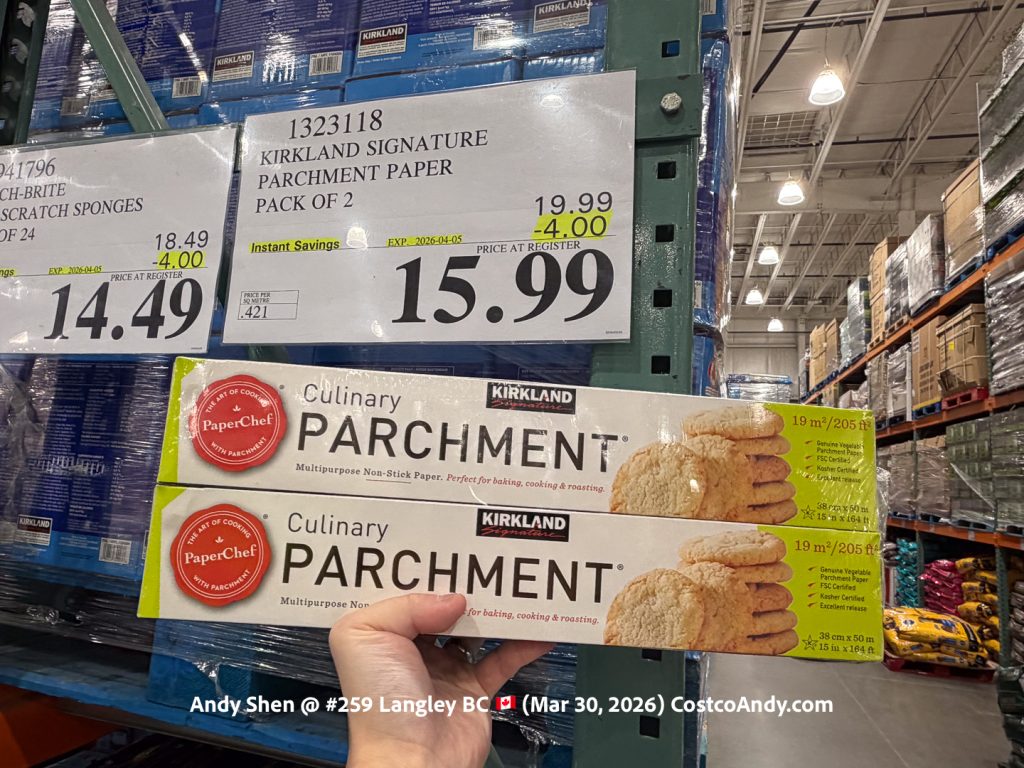 KIRKLAND
KIRKLAND
KIRKLAND
941796
CH-BRITE
SCRATCH SPONGES
OF 24
18.49
-4.00
ngs
EXP. 2026-04-05
PRICE AT REGISTER
14.49
1323118
KIRKLAND SIGNATURE
PARCHMENT PAPER
PACK OF 2
19.99
-4.00
Instant Savings
EXP. 2026-04-05
PRICE AT REGISTER
15.99
PRICE PER
SQ METRE
.421
THE ART OF COOKING
PaperChef
WITH PARCHMENT
Culinary
PARCHMENT®
Multipurpose Non-Stick Paper. Perfect for baking, cooking & roasting.
KIRKLAND
Signature
19 m²/205 ft²
Genuine Vegetable
Parchment Paper
FSC Certified
Kosher Certified
Excellent release
38 cm x 50 m
15 in x 164 ft
THE ART OF COOKING
PaperChef
WITH PARCHMENT
Culinary
PARCHMENT®
Multipurpose Non- for baking, cooking & roasting.
KIRKLAND
Signature
19 m²/205 ft²
Genuine Vegetable
Parchment Paper
FSC Certified
Kosher Certified
Excellent release
38 cm x 50 m
15 in x 164 ft
KIRKLAND
Andy Shen @ #259 Langley BC 🇨🇦 (Mar 30, 2026) CostcoAndy.com